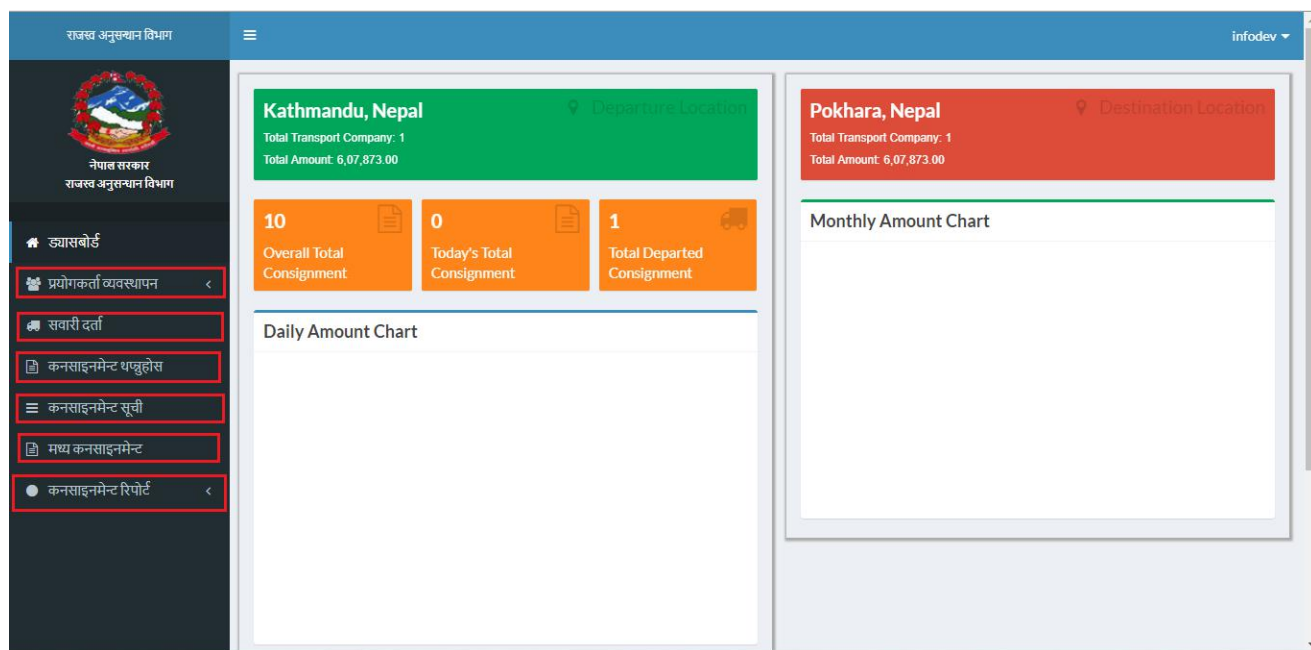 राजस्व अनुसन्धान विभाग
infodev
नेपाल सरकार
राजस्व अनुसन्धान विभाग
ड्यासबोर्ड
प्रयोगकर्ता व्यवस्थापन
सवारी दर्ता
कनसाइनमेन्ट थप्नुहोस
कनसाइनमेन्ट सूची
मध्य कनसाइनमेन्ट
कनसाइनमेन्ट रिपोर्ट
Kathmandu, Nepal
Departure Location
Total Transport Company: 1
Total Amount: 6,07,873.00
10
Overall Total
Consignment
0
Today's Total
Consignment
1
Total Departed
Consignment
Daily Amount Chart
Pokhara, Nepal
Destination Location
Total Transport Company: 1
Total Amount: 6,07,873.00
Monthly Amount Chart